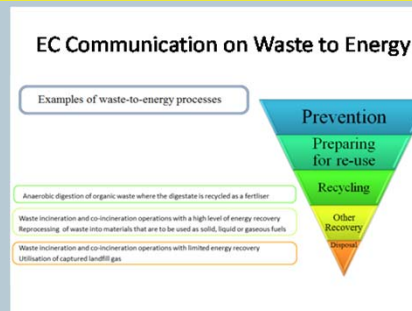 EC Communication on Waste to Energy
Examples of waste-to-energy processes
Prevention
Preparing
for re-use
Recycling
Other
Recovery
Disposal
Anaerobic digestion of organic waste where the digestate is recycled as a fertliser
Waste incineration and co-incineration operations with a high level of energy recovery
Reprocessing of waste into materials that are to be used as solid, liquid or gaseous fuels
Waste incineration and co-incineration operations with limited energy recovery
Utilisation of captured landfill gas